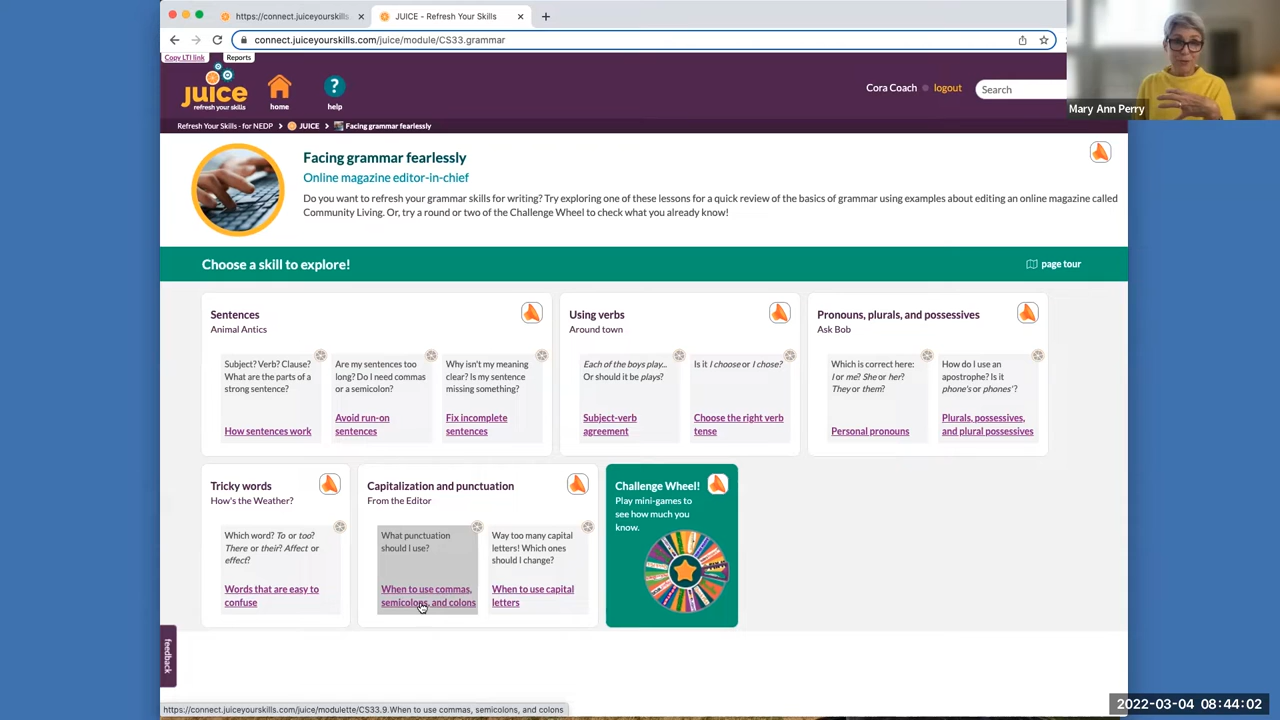 https://connect.juiceyourskills
JUICE - Refresh Your Skills
connect.juiceyourskills.com/juice/module/CS33.grammar
Copy LTI link
Reports
juice
refresh your skills
home
?
help
Cora Coach
logout
Search
Mary Ann Perry
Refresh Your Skills - for NEDP > JUICE > Facing grammar fearlessly
Facing grammar fearlessly
Online magazine editor-in-chief
Do you want to refresh your grammar skills for writing? Try exploring one of these lessons for a quick review of the basics of grammar using examples about editing an online magazine called
Community Living. Or, try a round or two of the Challenge Wheel to check what you already know!
Choose a skill to explore!
page tour
Sentences
Animal Antics
Subject? Verb? Clause?
What are the parts of a
strong sentence?
How sentences work
Are my sentences too
long? Do I need commas
or a semicolon?
Avoid run-on
sentences
Why isn't my meaning
clear? Is my sentence
missing something?
Fix incomplete
sentences
Using verbs
Around town
Each of the boys play...
Or should it be plays?
Subject-verb
agreement
Is it I choose or I chose?
Choose the right verb
tense
Pronouns, plurals, and possessives
Ask Bob
Which is correct here:
I or me? She or her?
They or them?
Personal pronouns
How do I use an
apostrophe? Is it
phone's or phones'?
Plurals, possessives,
and plural possessives
Tricky words
How's the Weather?
Which word? To or too?
There or their? Affect or
effect?
Words that are easy to
confuse
Capitalization and punctuation
From the Editor
What punctuation
should I use?
When to use commas,
semicolons, and colons
Way too many capital
letters! Which ones
should I change?
When to use capital
letters
Challenge Wheel!
Play mini-games to
see how much you
know.
feedback
https://connect.juiceyourskills.com/juice/modulette/CS33.9.When to use commas, semicolons, and colons
2022-03-04 08:44:02